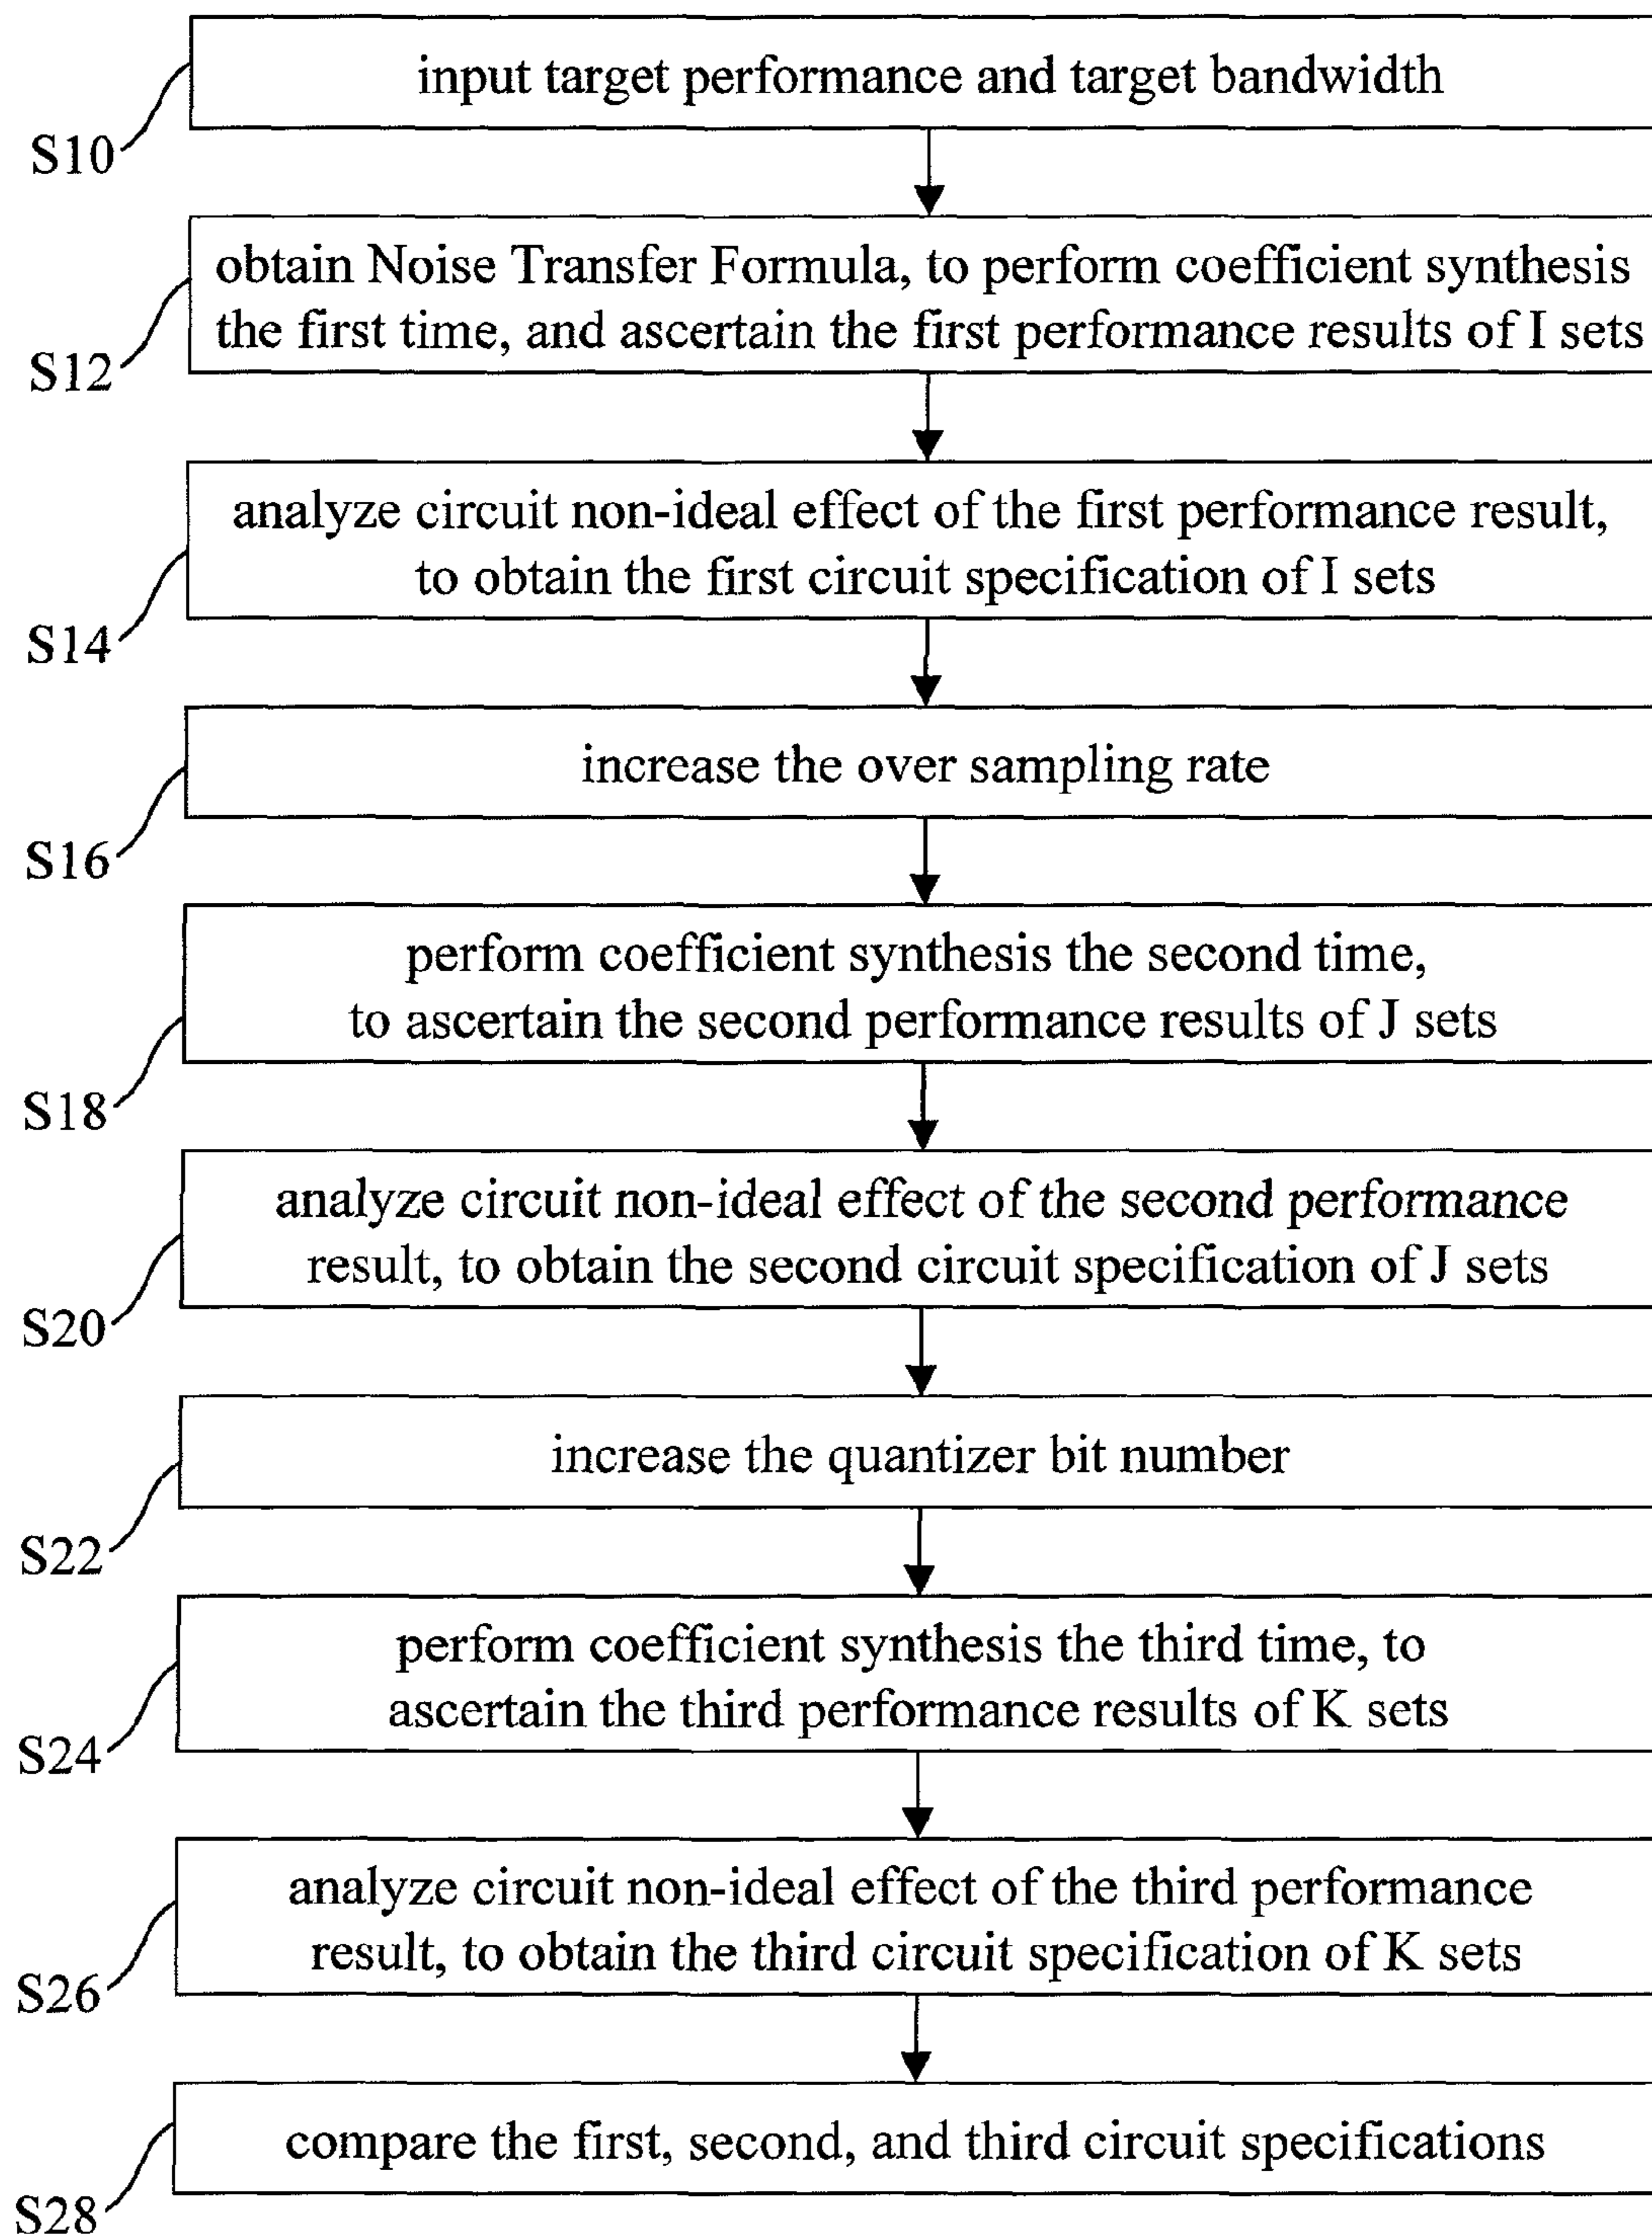 input target performance and target bandwidth
S10
obtain Noise Transfer Formula, to perform coefficient synthesis
the first time, and ascertain the first performance results of I sets
S12
analyze circuit non-ideal effect of the first performance result,
to obtain the first circuit specification of I sets
S14
increase the over sampling rate
S16
perform coefficient synthesis the second time,
to ascertain the second performance results of J sets
S18
analyze circuit non-ideal effect of the second performance
result, to obtain the second circuit specification of J sets
S20
increase the quantizer bit number
S22
perform coefficient synthesis the third time, to
ascertain the third performance results of K sets
S24
analyze circuit non-ideal effect of the third performance
result, to obtain the third circuit specification of K sets
S26
compare the first, second, and third circuit specifications
S28